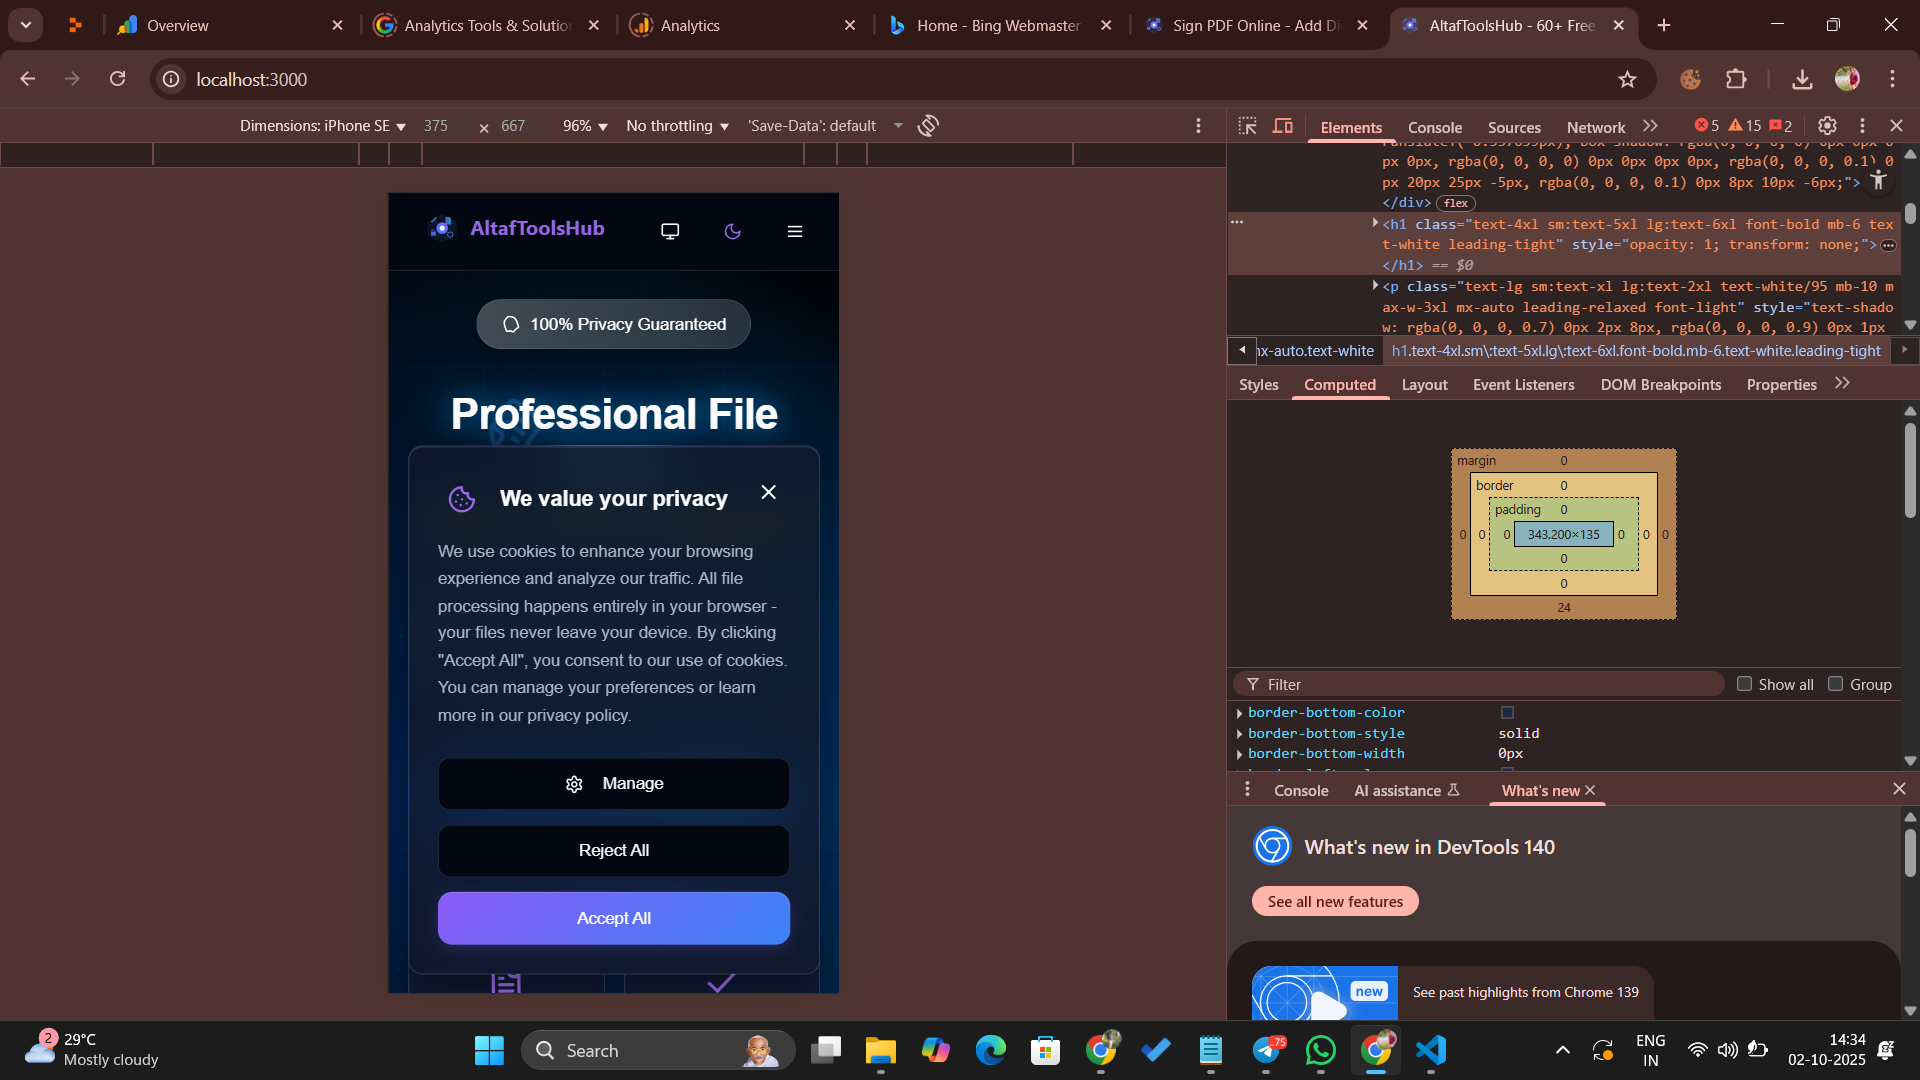 Overview
Analytics Tools & Solution
Analytics
Home - Bing Webmaster
Sign PDF Online - Add Di
AltafToolsHub - 60+ Free
localhost:3000
Dimensions: iPhone SE
375
×
667
96%
No throttling
'Save-Data': default
Elements
Console
Sources
Network
5
15
2
AltafToolsHub
100% Privacy Guaranteed
Professional File
We value your privacy
We use cookies to enhance your browsing
experience and analyze our traffic. All file
processing happens entirely in your browser -
your files never leave your device. By clicking
"Accept All", you consent to our use of cookies.
You can manage your preferences or learn
more in our privacy policy.
Manage
Reject All
Accept All
px 0px, rgba(0, 0, 0, 0) 0px 0px 0px 0px, rgba(0, 0, 0, 0.1) 0
px 20px 25px -5px, rgba(0, 0, 0, 0.1) 0px 8px 10px -6px;">
</div> flex
<h1 class="text-4xl sm:text-5xl lg:text-6xl font-bold mb-6 tex
t-white leading-tight" style="opacity: 1; transform: none;">
</h1> == $0
<p class="text-lg sm:text-xl lg:text-2xl text-white/95 mb-10 m
ax-w-3xl mx-auto leading-relaxed font-light" style="text-shado
w: rgba(0, 0, 0, 0.7) 0px 2px 8px, rgba(0, 0, 0, 0.9) 0px 1px
nx-auto.text-white
h1.text-4xl.sm\:text-5xl.lg\:text-6xl.font-bold.mb-6.text-white.leading-tight
Styles
Computed
Layout
Event Listeners
DOM Breakpoints
Properties
margin
0
border
0
padding
0
0
0
0
343.200×135
0
0
0
0
0
24
Filter
Show all
Group
border-bottom-color
border-bottom-style
solid
border-bottom-width
0px
Console
AI assistance
What's new
What's new in DevTools 140
See all new features
new
See past highlights from Chrome 139
2
29°C
Mostly cloudy
Search
75
ENG
IN
14:34
02-10-2025